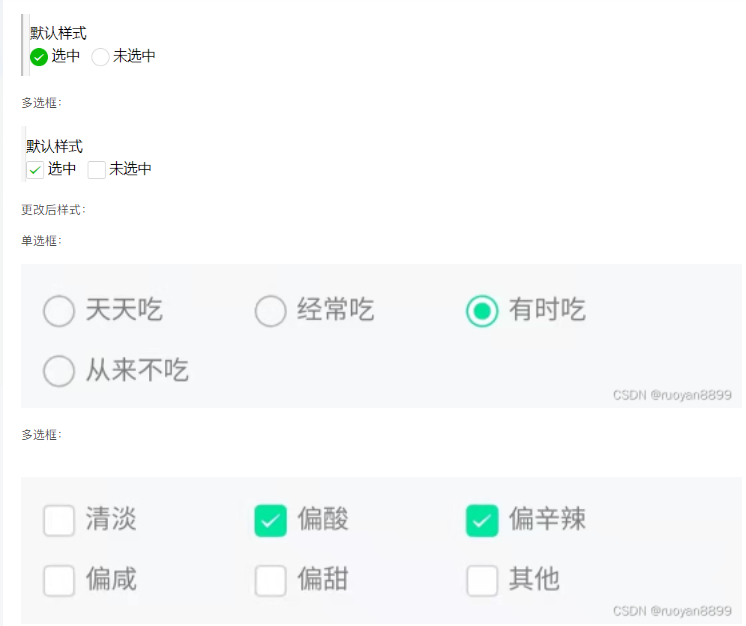 默认样式
选中 未选中
多选框：
默认样式
选中 未选中
更改后样式：
单选框：
天天吃 经常吃 有时吃
从来不吃
CSDN @ruoyan8899
多选框：
清淡 偏酸 偏辛辣
偏咸 偏甜 其他
CSDN @ruoyan8899